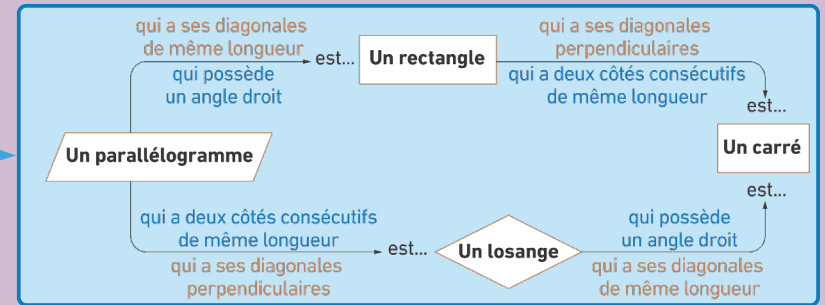 qui a ses diagonales
de même longueur
qui possède
un angle droit
est...
Un rectangle
qui a ses diagonales
perpendiculaires
qui a deux côtés consécutifs
de même longueur
est...
Un parallélogramme
Un carré
est...
qui a deux côtés consécutifs
de même longueur
qui a ses diagonales
perpendiculaires
est...
Un losange
qui possède
un angle droit
qui a ses diagonales
de même longueur